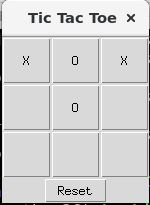 Tic Tac Toe ×
X O X
O
Reset